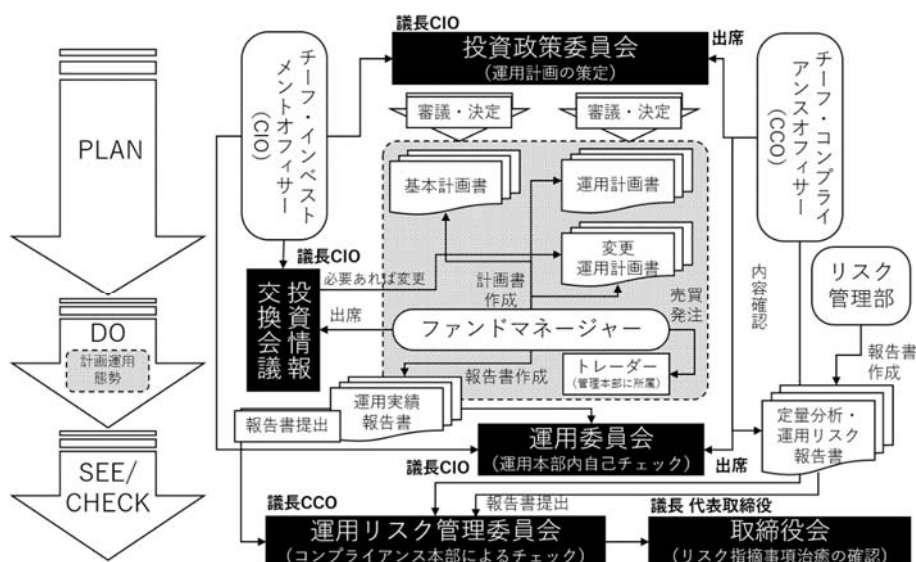 議長CIO
投資政策委員会
(運用計画の策定)
出席
チーフ・インベスト
メントオフィサー
(CIO)
チーフ・コンプライ
アンスオフィサー
(CCO)
PLAN
審議・決定
審議・決定
基本計画書
運用計画書
変更
運用計画書
議長CIO
必要あれば変更
計画書
作成
売買
発注
内容確認
リスク
管理部
投資情報
交換会議
出席
ファンドマネージャー
DO
計画運用
態勢
報告書作成
トレーダー
(管理本部に所属)
報告書
作成
運用実績
報告書
報告書提出
定量分析・
運用リスク
報告書
運用委員会
(運用本部内自己チェック)
議長CIO
出席
SEE/
CHECK
議長CCO
報告書提出
議長 代表取締役
運用リスク管理委員会
(コンプライアンス本部によるチェック)
取締役会
(リスク指摘事項治癒の確認)